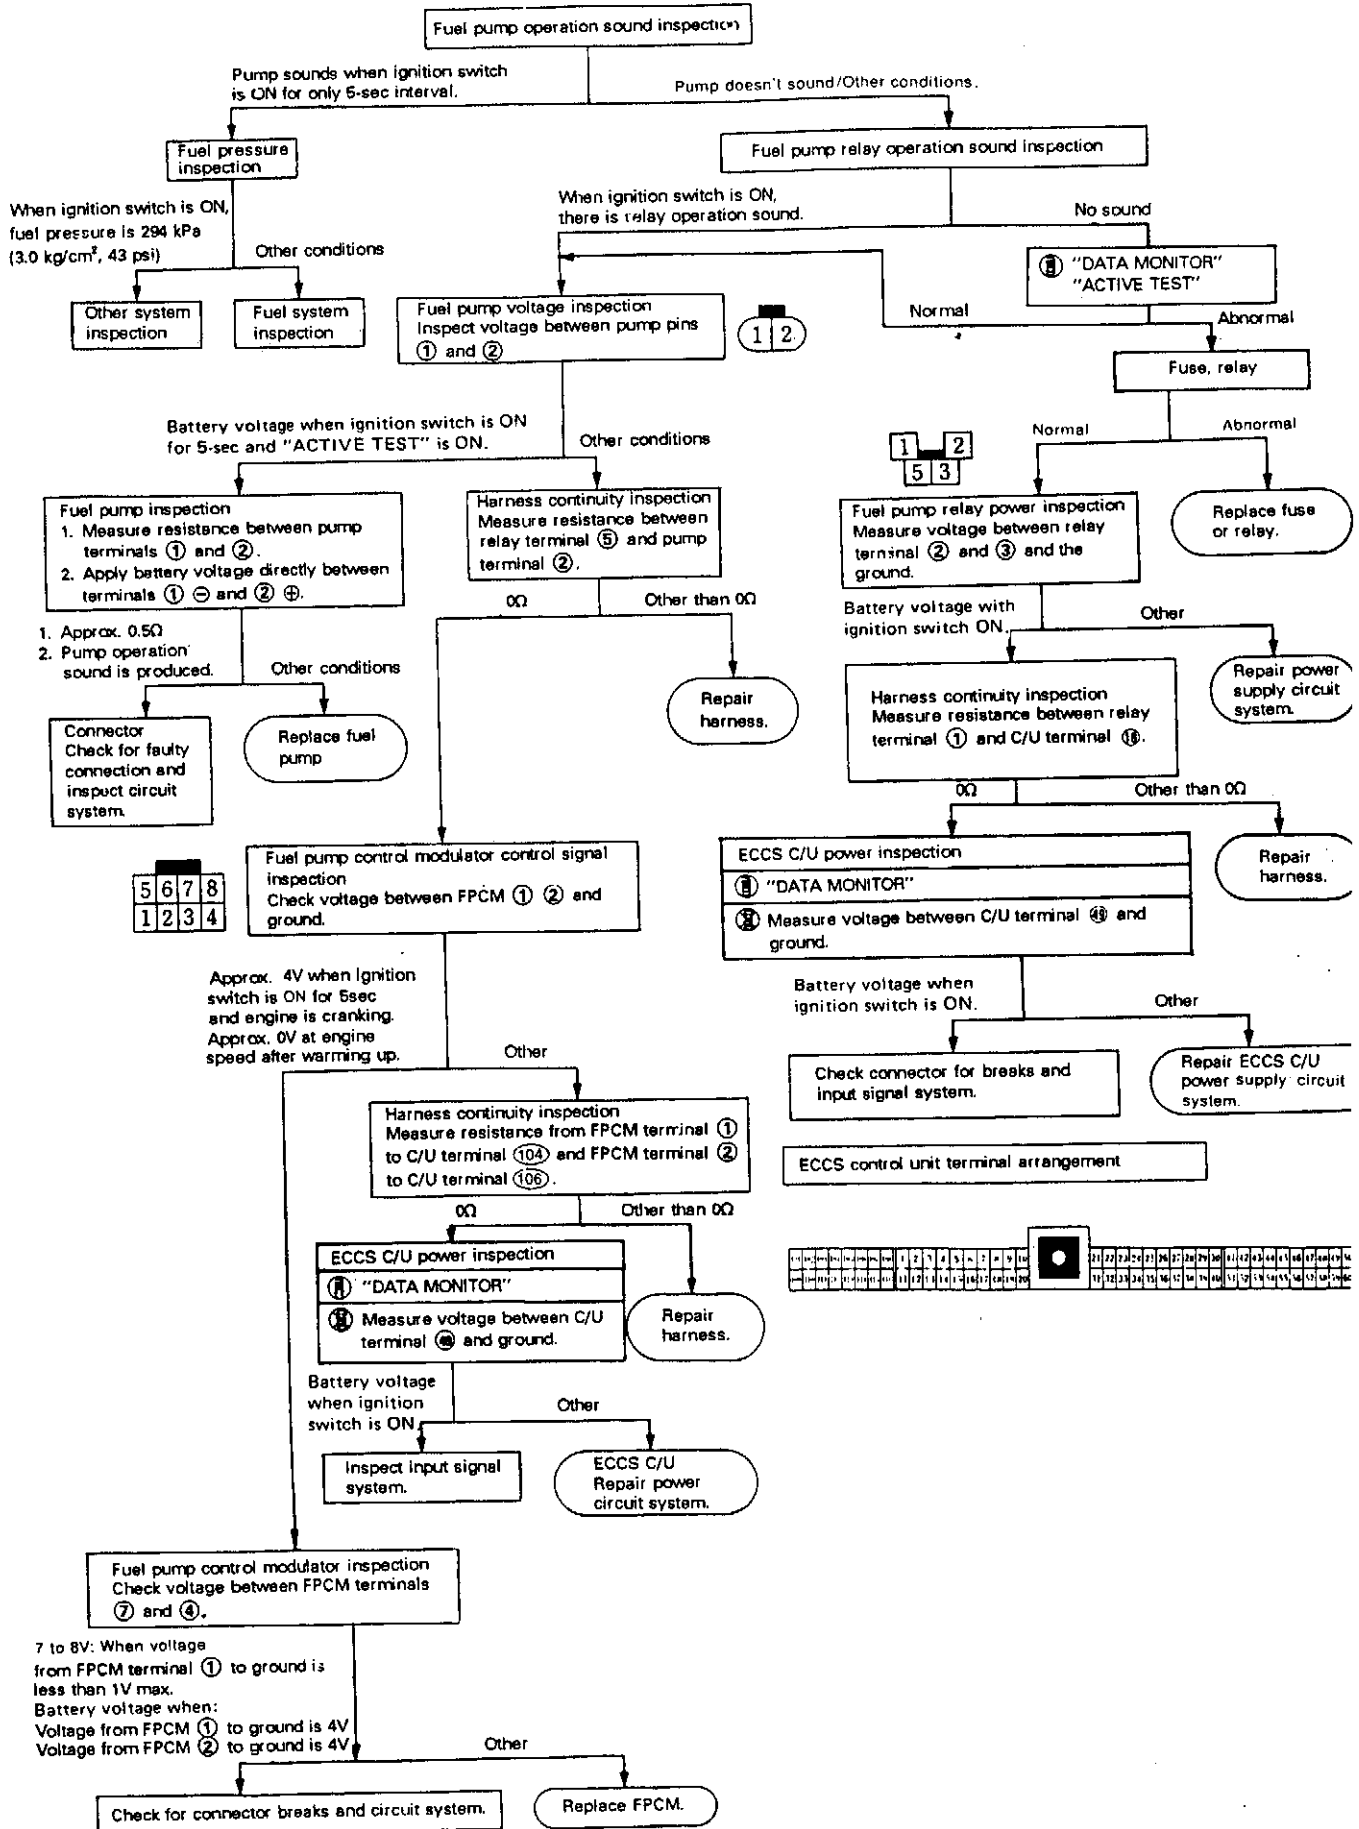 Fuel pump operation sound inspection
Pump sounds when ignition switch
is ON for only 5-sec interval.
Pump doesn't sound/Other conditions.
Fuel pressure
inspection
Fuel pump relay operation sound inspection
When ignition switch is ON,
fuel pressure is 294 kPa
(3.0 kg/cm², 43 psi)
Other conditions
When ignition switch is ON,
there is relay operation sound.
No sound
"DATA MONITOR"
"ACTIVE TEST"
Other system
inspection
Fuel system
inspection
Fuel pump voltage inspection
Inspect voltage between pump pins
① and ②
1 2
Normal
Abnormal
Fuse, relay
Battery voltage when ignition switch is ON
for 5-sec and "ACTIVE TEST" is ON.
Other conditions
1 2
5 3
Normal
Abnormal
Fuel pump inspection
1. Measure resistance between pump
terminals ① and ②.
2. Apply battery voltage directly between
terminals ① ⊖ and ② ⊕.
Harness continuity inspection
Measure resistance between
relay terminal ⑤ and pump
terminal ②.
Fuel pump relay power inspection
Measure voltage between relay
terminal ② and ③ and the
ground.
Replace fuse
or relay.
1. Approx. 0.5Ω
2. Pump operation
sound is produced.
Other conditions
0Ω
Other than 0Ω
Battery voltage with
ignition switch ON.
Other
Connector
Check for faulty
connection and
inspect circuit
system.
Replace fuel
pump
Repair
harness.
Harness continuity inspection
Measure resistance between relay
terminal ① and C/U terminal
Repair power
supply circuit
system.
0Ω
Other than 0Ω
5 6 7 8
1 2 3 4
Fuel pump control modulator control signal
inspection
Check voltage between FPCM ① ② and
ground.
ECCS C/U power inspection
"DATA MONITOR"
Measure voltage between C/U terminal and
ground.
Repair
harness.
Approx. 4V when Ignition
switch is ON for 5sec
and engine is cranking.
Approx. 0V at engine
speed after warming up.
Other
Battery voltage when
ignition switch is ON.
Other
Check connector for breaks and
input signal system.
Repair ECCS C/U
power supply circuit
system.
Harness continuity inspection
Measure resistance from FPCM terminal ①
to C/U terminal (104) and FPCM terminal ②
to C/U terminal (106).
ECCS control unit terminal arrangement
0Ω
Other than 0Ω
ECCS C/U power inspection
"DATA MONITOR"
Measure voltage between C/U
terminal and ground.
Repair
harness.
Battery voltage
when ignition
switch is ON
Other
Inspect input signal
system.
ECCS C/U
Repair power
circuit system.
Fuel pump control modulator inspection
Check voltage between FPCM terminals
⑦ and ④.
7 to 8V: When voltage
from FPCM terminal ① to ground is
less than 1V max.
Battery voltage when:
Voltage from FPCM ① to ground is 4V
Voltage from FPCM ② to ground is 4V
Other
Check for connector breaks and circuit system.
Replace FPCM.